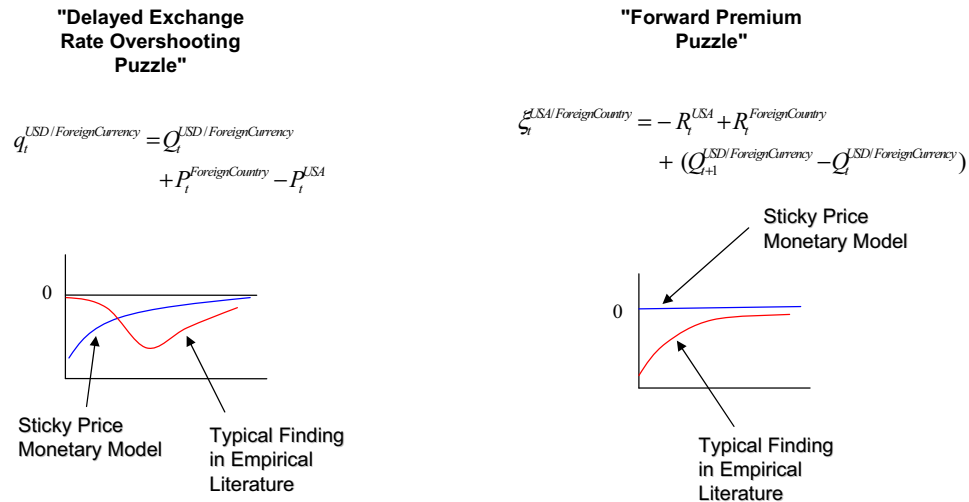 "Delayed Exchange
Rate Overshooting
Puzzle"
q_t^{USD/ForeignCurrency} = Q_t^{USD/ForeignCurrency}
+ P_t^{ForeignCountry} − P_t^{USA}
0
Sticky Price
Monetary Model
Typical Finding
in Empirical
Literature
"Forward Premium
Puzzle"
ξ_t^{USA/ForeignCountry} = − R_t^{USA} + R_t^{ForeignCountry}
+ (Q_{t+1}^{USD/ForeignCurrency} − Q_t^{USD/ForeignCurrency})
Sticky Price
Monetary Model
0
Typical Finding
in Empirical
Literature